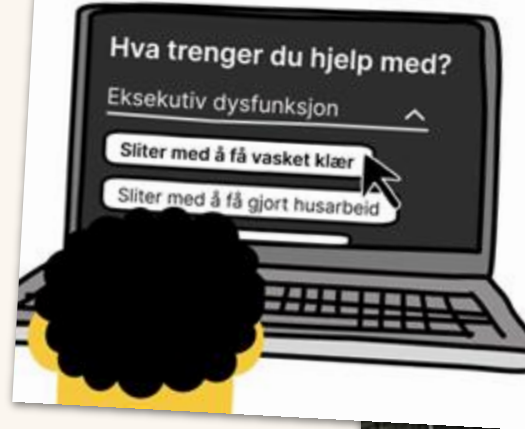 Hva trenger du hjelp med?
Eksekutiv dysfunksjon
Sliter med å få vasket klær
Sliter med å få gjort husarbeid